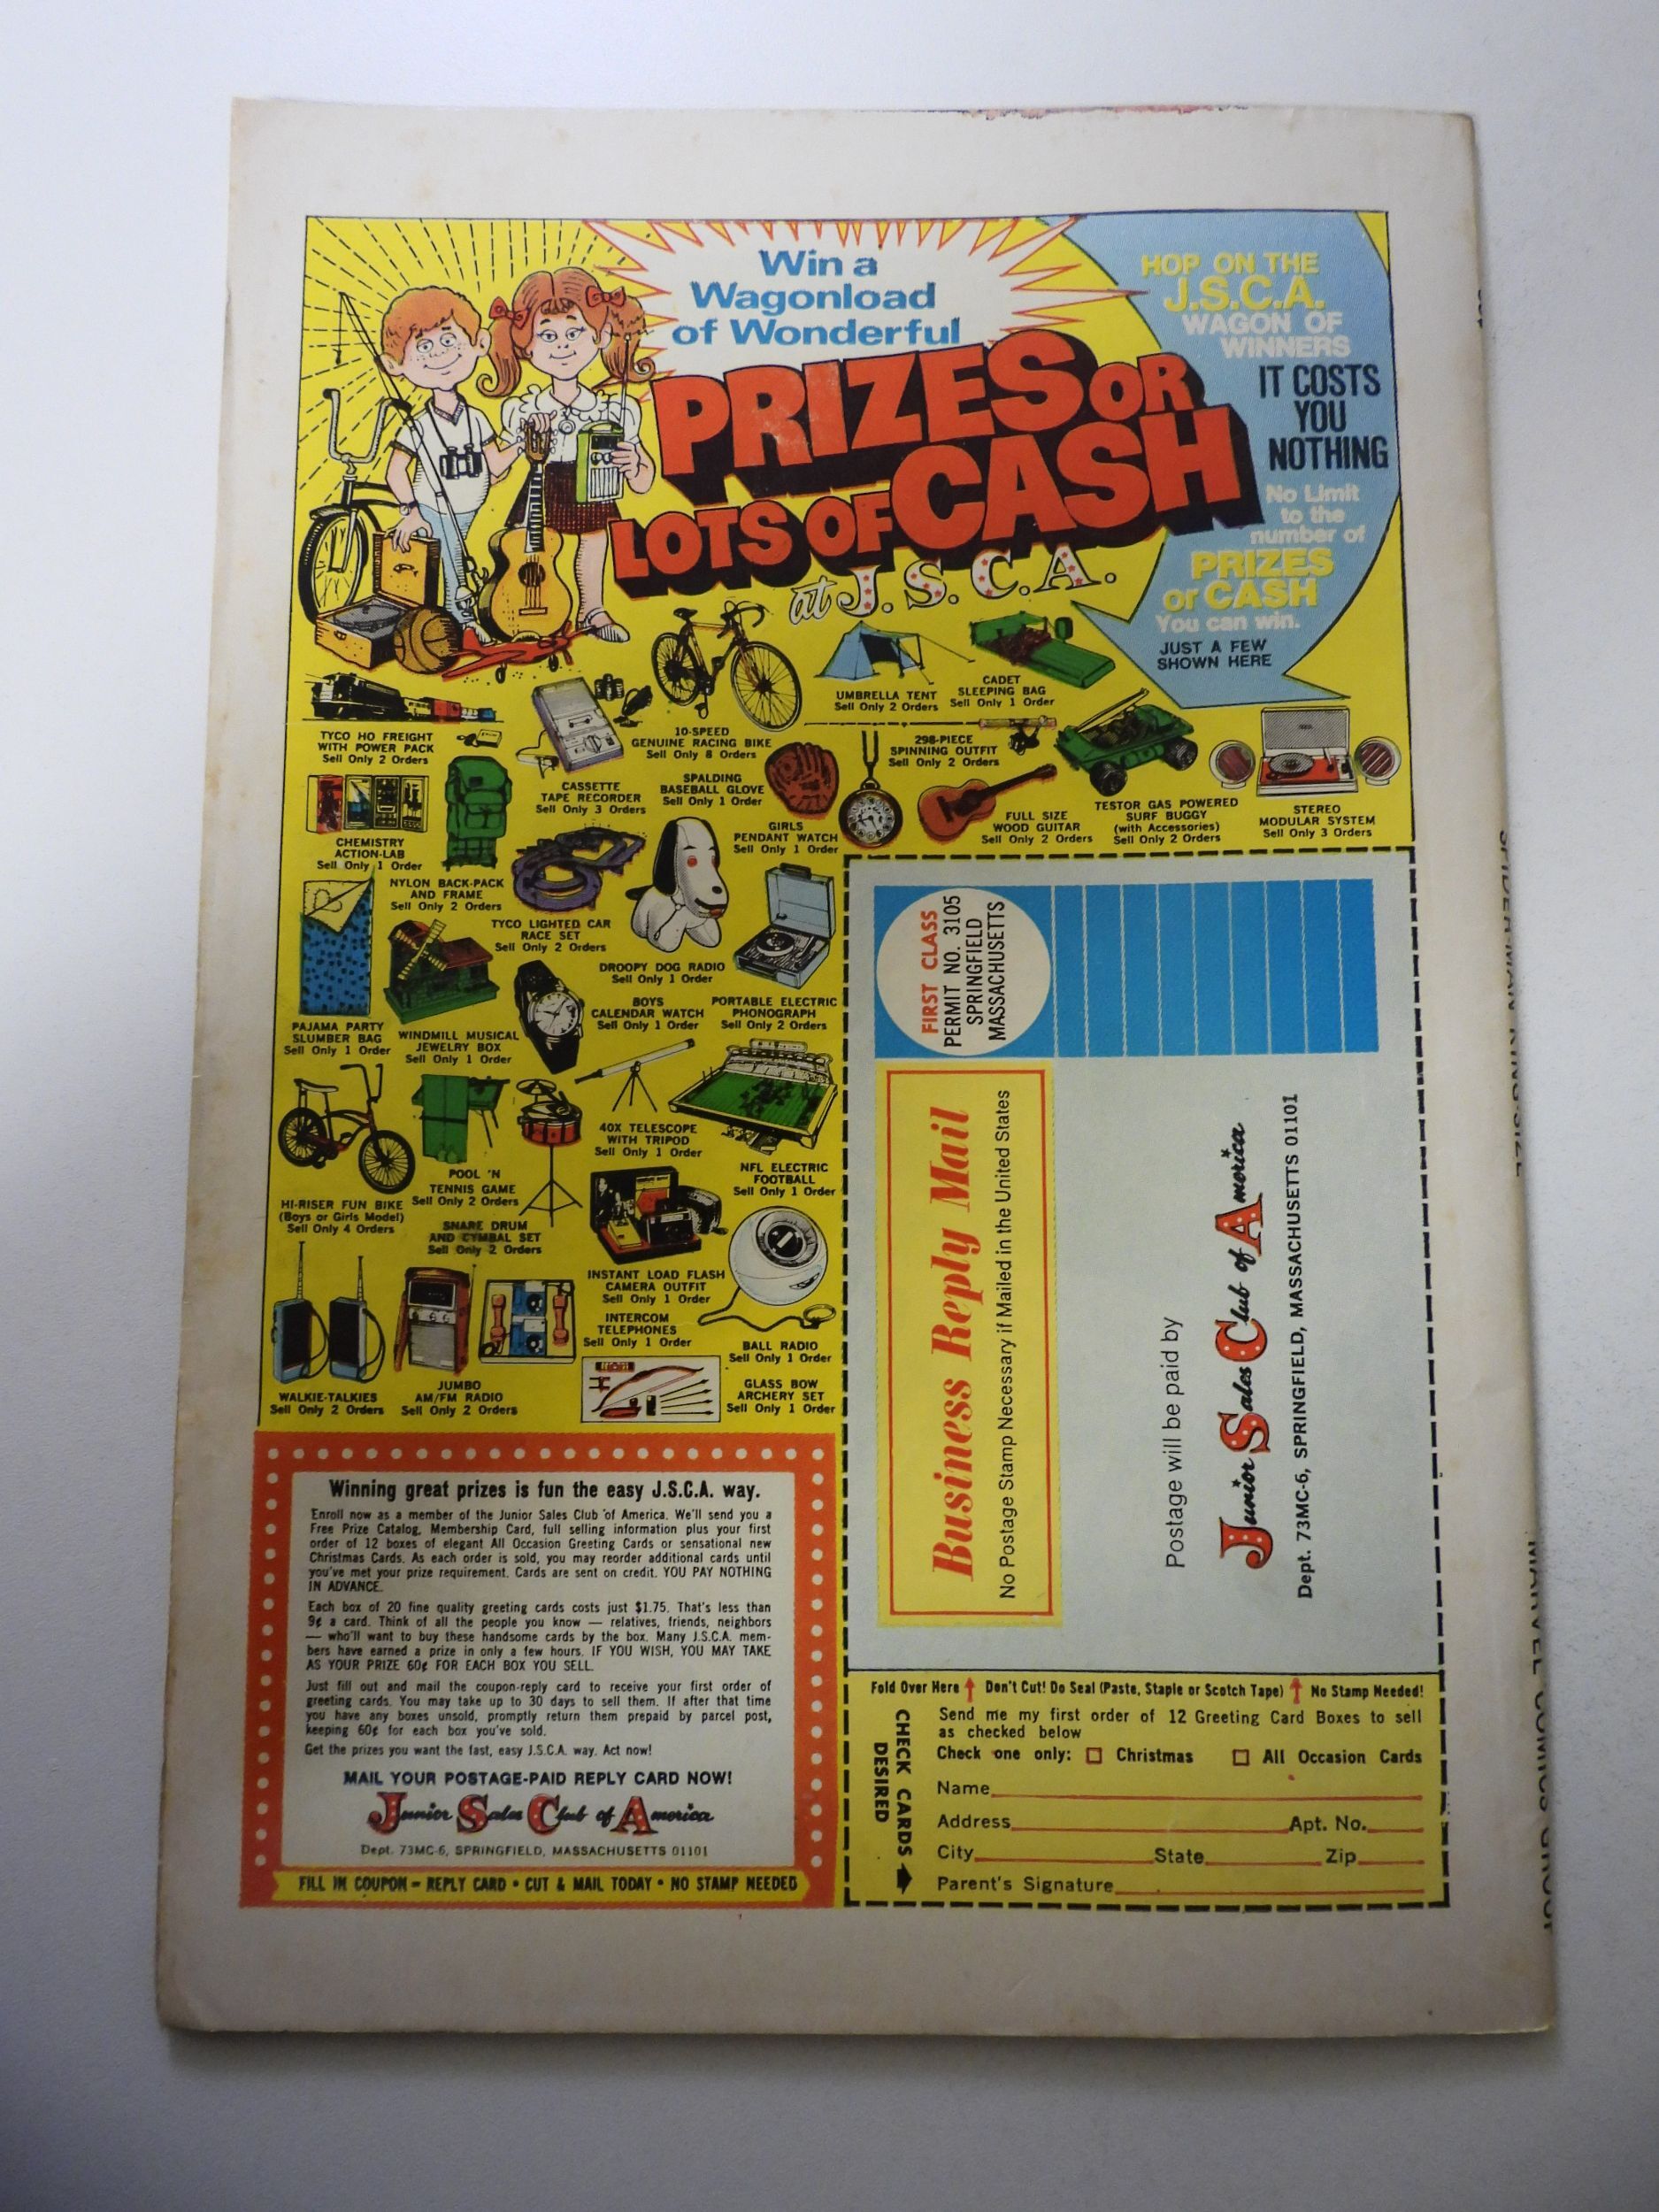 Win a
Wagonload
of Wonderful
PRIZES OR
LOTS OF CASH
at J.S.C.A.
HOP ON THE
J.S.C.A.
WAGON OF
WINNERS
IT COSTS
YOU
NOTHING
No Limit
to the
number of
PRIZES
or CASH
You can win.
JUST A FEW
SHOWN HERE
TYCO HO FREIGHT
WITH POWER PACK
Sell Only 2 Orders
CASSETTE
TAPE RECORDER
Sell Only 3 Orders
10-SPEED
GENUINE RACING BIKE
Sell Only 8 Orders
UMBRELLA TENT
Sell Only 2 Orders
CADET
SLEEPING BAG
Sell Only 1 Order
298-PIECE
SPINNING OUTFIT
Sell Only 2 Orders
SPALDING
BASEBALL GLOVE
Sell Only 1 Order
GIRLS
PENDANT WATCH
Sell Only 1 Order
FULL SIZE
WOOD GUITAR
Sell Only 2 Orders
TESTOR GAS POWERED
SURF BUGGY
(with Accessories)
Sell Only 2 Orders
STEREO
MODULAR SYSTEM
Sell Only 3 Orders
CHEMISTRY
ACTION-LAB
Sell Only 1 Order
NYLON BACK-PACK
AND FRAME
Sell Only 2 Orders
TYCO LIGHTED CAR
RACE SET
Sell Only 2 Orders
DROOPY DOG RADIO
Sell Only 1 Order
PAJAMA PARTY
SLUMBER BAG
Sell Only 1 Order
WINDMILL MUSICAL
JEWELRY BOX
Sell Only 1 Order
BOYS
CALENDAR WATCH
Sell Only 1 Order
PORTABLE ELECTRIC
PHONOGRAPH
Sell Only 2 Orders
40X TELESCOPE
WITH TRIPOD
Sell Only 1 Order
NFL ELECTRIC
FOOTBALL
Sell Only 1 Order
HI-RISER FUN BIKE
(Boys or Girls Model)
Sell Only 4 Orders
POOL 'N
TENNIS GAME
Sell Only 2 Orders
SNARE DRUM
AND CYMBAL SET
Sell Only 2 Orders
INSTANT LOAD FLASH
CAMERA OUTFIT
Sell Only 1 Order
INTERCOM
TELEPHONES
Sell Only 1 Order
BALL RADIO
Sell Only 1 Order
WALKIE-TALKIES
Sell Only 2 Orders
JUMBO
AM/FM RADIO
Sell Only 2 Orders
GLASS BOW
ARCHERY SET
Sell Only 1 Order
Winning great prizes is fun the easy J.S.C.A. way.
Enroll now as a member of the Junior Sales Club of America. We'll send you a
Free Prize Catalog, Membership Card, full selling information plus your first
order of 12 boxes of elegant All Occasion Greeting Cards or sensational new
Christmas Cards. As each order is sold, you may reorder additional cards until
you've met your prize requirement. Cards are sent on credit. YOU PAY NOTHING
IN ADVANCE.
Each box of 20 fine quality greeting cards costs just $1.75. That's less than
9¢ a card. Think of all the people you know — relatives, friends, neighbors
— who'll want to buy these handsome cards by the box. Many J.S.C.A. mem-
bers have earned a prize in only a few hours. IF YOU WISH, YOU MAY TAKE
AS YOUR PRIZE 60¢ FOR EACH BOX YOU SELL.
Just fill out and mail the coupon-reply card to receive your first order of
greeting cards. You may take up to 30 days to sell them. If after that time
you have any boxes unsold, promptly return them prepaid by parcel post,
keeping 60¢ for each box you've sold.
Get the prizes you want the fast, easy J.S.C.A. way. Act now!
MAIL YOUR POSTAGE-PAID REPLY CARD NOW!
Junior Sales Club of America
Dept. 73MC-6, SPRINGFIELD, MASSACHUSETTS 01101
FILL IN COUPON - REPLY CARD • CUT & MAIL TODAY • NO STAMP NEEDED
FIRST CLASS
PERMIT NO. 3105
SPRINGFIELD
MASSACHUSETTS
Business Reply Mail
No Postage Stamp Necessary if Mailed in the United States
Postage will be paid by
Junior Sales Club of America
Dept. 73MC-6, SPRINGFIELD, MASSACHUSETTS 01101
Fold Over Here Don't Cut! Do Seal (Paste, Staple or Scotch Tape) No Stamp Needed!
CHECK CARDS
DESIRED
Send me my first order of 12 Greeting Card Boxes to sell
as checked below
Check one only: Christmas All Occasion Cards
Name
Address Apt. No.
City State Zip
Parent's Signature
SPIDER-MAN KING-SIZE
MARVEL COMICS GROUP